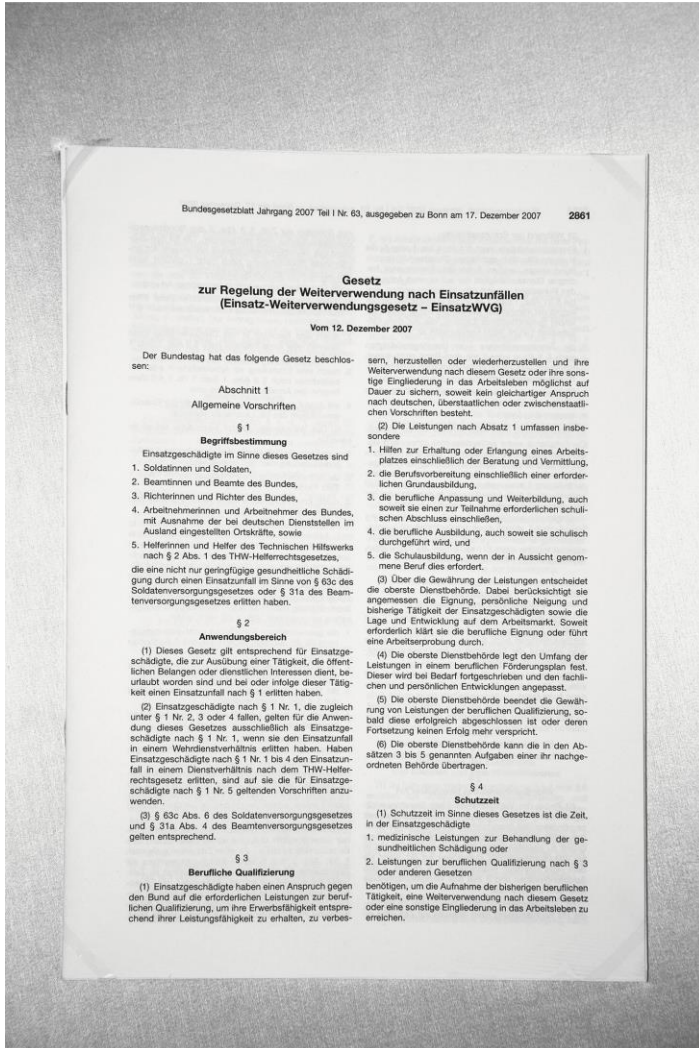 Bundesgesetzblatt Jahrgang 2007 Teil I Nr. 63, ausgegeben zu Bonn am 17. Dezember 2007 2861
Gesetz
zur Regelung der Weiterverwendung nach Einsatzunfällen
(Einsatz-Weiterverwendungsgesetz – EinsatzWVG)
Vom 12. Dezember 2007
Der Bundestag hat das folgende Gesetz beschlos-
sen:
Abschnitt 1
Allgemeine Vorschriften
§ 1
Begriffsbestimmung
Einsatzgeschädigte im Sinne dieses Gesetzes sind
1. Soldatinnen und Soldaten,
2. Beamtinnen und Beamte des Bundes,
3. Richterinnen und Richter des Bundes,
4. Arbeitnehmerinnen und Arbeitnehmer des Bundes,
mit Ausnahme der bei deutschen Dienststellen im
Ausland eingestellten Ortskräfte, sowie
5. Helferinnen und Helfer des Technischen Hilfswerks
nach § 2 Abs. 1 des THW-Helferrechtsgesetzes,
die eine nicht nur geringfügige gesundheitliche Schädi-
gung durch einen Einsatzunfall im Sinne von § 63c des
Soldatenversorgungsgesetzes oder § 31a des Beam-
tenversorgungsgesetzes erlitten haben.
§ 2
Anwendungsbereich
(1) Dieses Gesetz gilt entsprechend für Einsatzge-
schädigte, die zur Ausübung einer Tätigkeit, die öffent-
lichen Belangen oder dienstlichen Interessen dient, be-
urlaubt worden sind und bei oder infolge dieser Tätig-
keit einen Einsatzunfall nach § 1 erlitten haben.
(2) Einsatzgeschädigte nach § 1 Nr. 1, die zugleich
unter § 1 Nr. 2, 3 oder 4 fallen, gelten für die Anwen-
dung dieses Gesetzes ausschließlich als Einsatzge-
schädigte nach § 1 Nr. 1, wenn sie den Einsatzunfall
in einem Wehrdienstverhältnis erlitten haben. Haben
Einsatzgeschädigte nach § 1 Nr. 1 bis 4 den Einsatzun-
fall in einem Dienstverhältnis nach dem THW-Helfer-
rechtsgesetz erlitten, sind auf sie die für Einsatzge-
schädigte nach § 1 Nr. 5 geltenden Vorschriften anzu-
wenden.
(3) § 63c Abs. 6 des Soldatenversorgungsgesetzes
und § 31a Abs. 4 des Beamtenversorgungsgesetzes
gelten entsprechend.
§ 3
Berufliche Qualifizierung
(1) Einsatzgeschädigte haben einen Anspruch gegen
den Bund auf die erforderlichen Leistungen zur beruf-
lichen Qualifizierung, um ihre Erwerbsfähigkeit entspre-
chend ihrer Leistungsfähigkeit zu erhalten, zu verbes-
sern, herzustellen oder wiederherzustellen und ihre
Weiterverwendung nach diesem Gesetz oder ihre sons-
tige Eingliederung in das Arbeitsleben möglichst auf
Dauer zu sichern, soweit kein gleichartiger Anspruch
nach deutschen, überstaatlichen oder zwischenstaatli-
chen Vorschriften besteht.
(2) Die Leistungen nach Absatz 1 umfassen insbe-
sondere
1. Hilfen zur Erhaltung oder Erlangung eines Arbeits-
platzes einschließlich der Beratung und Vermittlung,
2. die Berufsvorbereitung einschließlich einer erforder-
lichen Grundausbildung,
3. die berufliche Anpassung und Weiterbildung, auch
soweit sie einen zur Teilnahme erforderlichen schuli-
schen Abschluss einschließen,
4. die berufliche Ausbildung, auch soweit sie schulisch
durchgeführt wird, und
5. die Schulausbildung, wenn der in Aussicht genom-
mene Beruf dies erfordert.
(3) Über die Gewährung der Leistungen entscheidet
die oberste Dienstbehörde. Dabei berücksichtigt sie
angemessen die Eignung, persönliche Neigung und
bisherige Tätigkeit des Einsatzgeschädigten sowie die
Lage und Entwicklung auf dem Arbeitsmarkt. Soweit
erforderlich klärt sie die berufliche Eignung oder führt
eine Arbeitserprobung durch.
(4) Die oberste Dienstbehörde legt den Umfang der
Leistungen in einem beruflichen Förderungsplan fest.
Dieser wird bei Bedarf fortgeschrieben und den fachli-
chen und persönlichen Entwicklungen angepasst.
(5) Die oberste Dienstbehörde beendet die Gewäh-
rung von Leistungen der beruflichen Qualifizierung, so-
bald diese erfolgreich abgeschlossen ist oder deren
Fortsetzung keinen Erfolg mehr verspricht.
(6) Die oberste Dienstbehörde kann die in den Ab-
sätzen 3 bis 5 genannten Aufgaben einer ihr nachge-
ordneten Behörde übertragen.
§ 4
Schutzzeit
(1) Schutzzeit im Sinne dieses Gesetzes ist die Zeit,
in der Einsatzgeschädigte
1. medizinische Leistungen zur Behandlung der ge-
sundheitlichen Schädigung oder
2. Leistungen zur beruflichen Qualifizierung nach § 3
oder anderen Gesetzen
benötigen, um die Aufnahme der bisherigen beruflichen
Tätigkeit, eine Weiterverwendung nach diesem Gesetz
oder eine sonstige Eingliederung in das Arbeitsleben zu
erreichen.